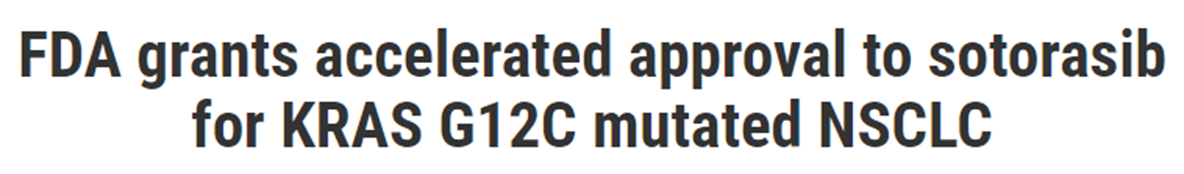 FDA grants accelerated approval to sotorasib
for KRAS G12C mutated NSCLC